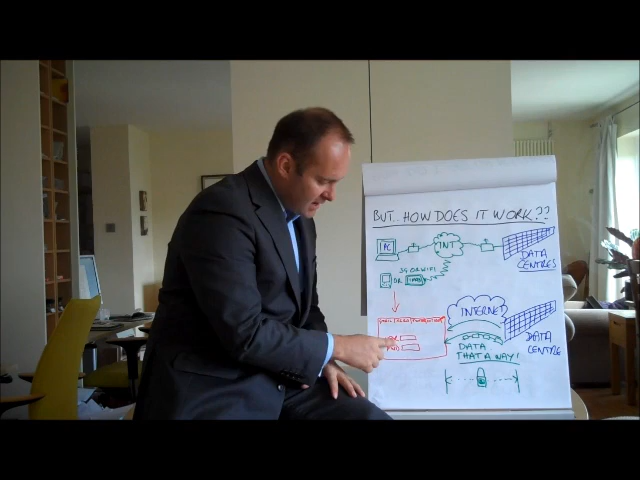 BUT.. HOW DOES IT WORK??
PC
INT
DATA
CENTRES
3G OR WIFI
OR
INTERNET
DATA
CENTRE
DATA
THAT A WAY!